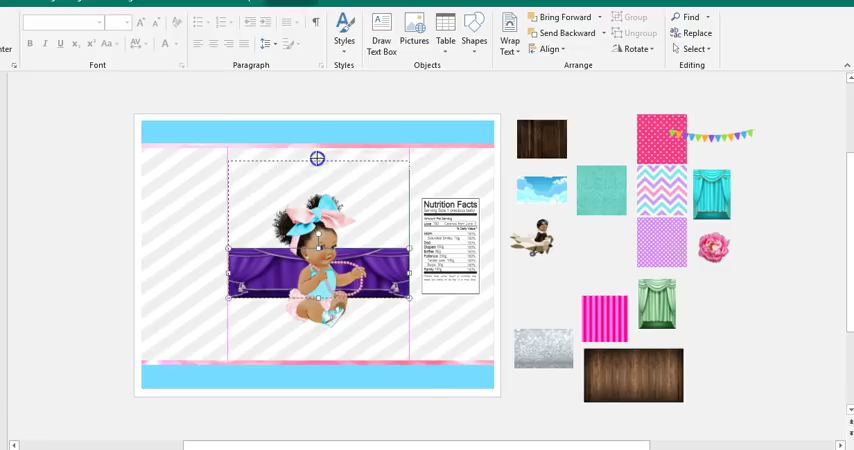 Styles
Draw
Text Box
Pictures
Table
Shapes
Wrap
Text
Bring Forward
Send Backward
Align
Group
Ungroup
Rotate
Find
Replace
Select
Font
Paragraph
Styles
Objects
Arrange
Editing
Nutrition Facts